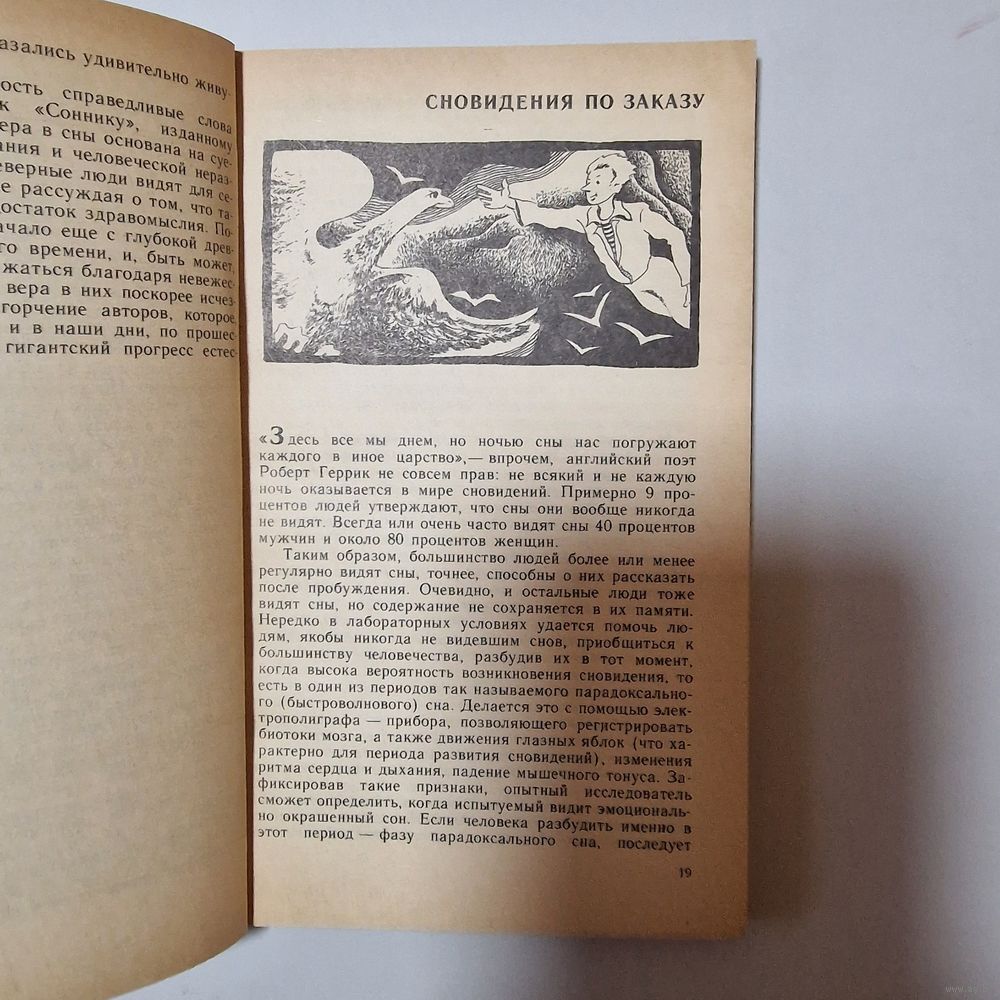 азались удивительно живу-
ость справедливые слова
к «Соннику», изданному
ера в сны основана на суе-
ания и человеческой нераз-
еверные люди видят для се-
е рассуждая о том, что та-
достаток здравомыслия. По-
ачало еще с глубокой древ-
го времени, и, быть может,
жаться благодаря невежес-
вера в них поскорее исчез-
горчение авторов, которое,
и в наши дни, по прошес-
гигантский прогресс естес-
СНОВИДЕНИЯ ПО ЗАКАЗУ
«Здесь все мы днем, но ночью сны нас погружают
каждого в иное царство»,— впрочем, английский поэт
Роберт Геррик не совсем прав: не всякий и не каждую
ночь оказывается в мире сновидений. Примерно 9 про-
центов людей утверждают, что сны они вообще никогда
не видят. Всегда или очень часто видят сны 40 процентов
мужчин и около 80 процентов женщин.
Таким образом, большинство людей более или менее
регулярно видят сны, точнее, способны о них рассказать
после пробуждения. Очевидно, и остальные люди тоже
видят сны, но содержание не сохраняется в их памяти.
Нередко в лабораторных условиях удается помочь лю-
дям, якобы никогда не видевшим снов, приобщиться к
большинству человечества, разбудив их в тот момент,
когда высока вероятность возникновения сновидения, то
есть в один из периодов так называемого парадоксально-
го (быстроволнового) сна. Делается это с помощью элек-
трополиграфа — прибора, позволяющего регистрировать
биотоки мозга, а также движения глазных яблок (что ха-
рактерно для периода развития сновидений), изменения
ритма сердца и дыхания, падение мышечного тонуса. За-
фиксировав такие признаки, опытный исследователь
сможет определить, когда испытуемый видит эмоциональ-
но окрашенный сон. Если человека разбудить именно в
этот период — фазу парадоксального сна, последует
19